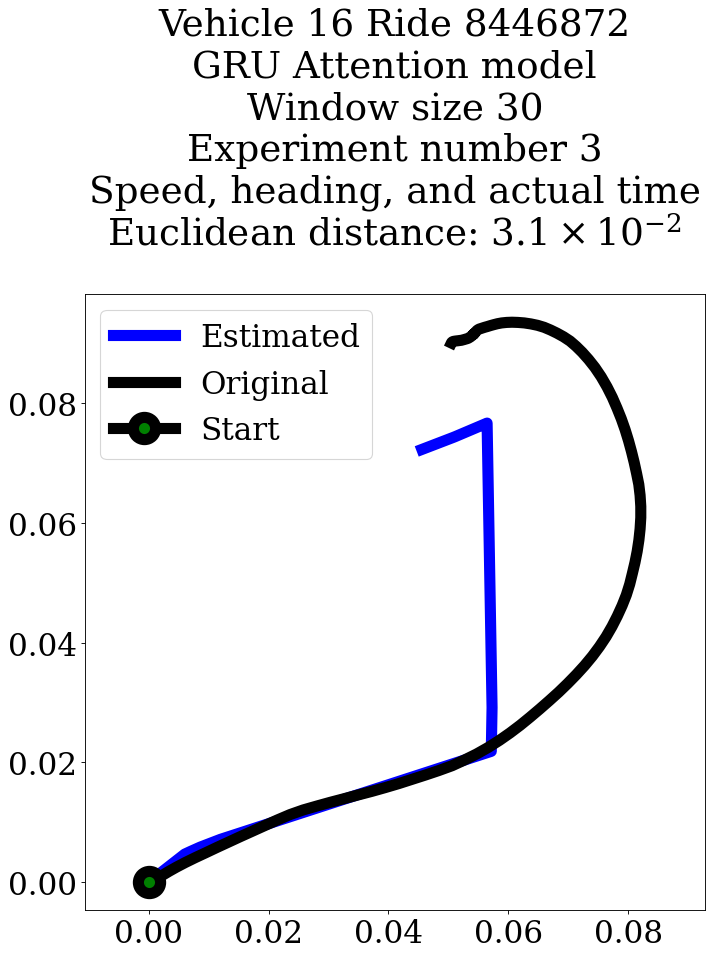 Vehicle 16 Ride 8446872
GRU Attention model
Window size 30
Experiment number 3
Speed, heading, and actual time
Euclidean distance: 3.1 × 10⁻²
Estimated
Original
Start
0.08
0.06
0.04
0.02
0.00
0.00 0.02 0.04 0.06 0.08